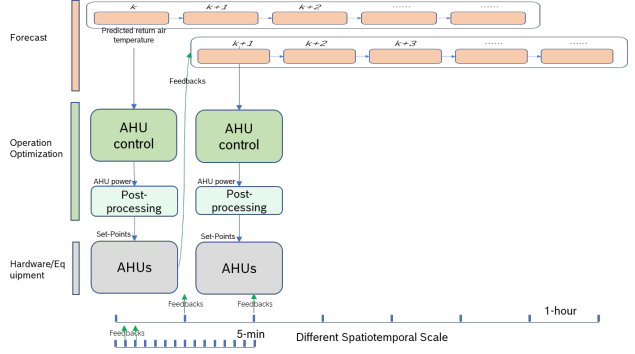 k
k+1
k+2
......
......
Forecast
Predicted return air
temperature
k+1
k+2
k+3
......
......
Feedbacks
Operation
Optimization
AHU
control
AHU
control
AHU power
AHU power
Post-
processing
Post-
processing
Set-Points
Set-Points
Hardware/Eq
uipment
AHUs
AHUs
Feedbacks
Feedbacks
1-hour
Feedbacks
5-min
Different Spatiotemporal Scale